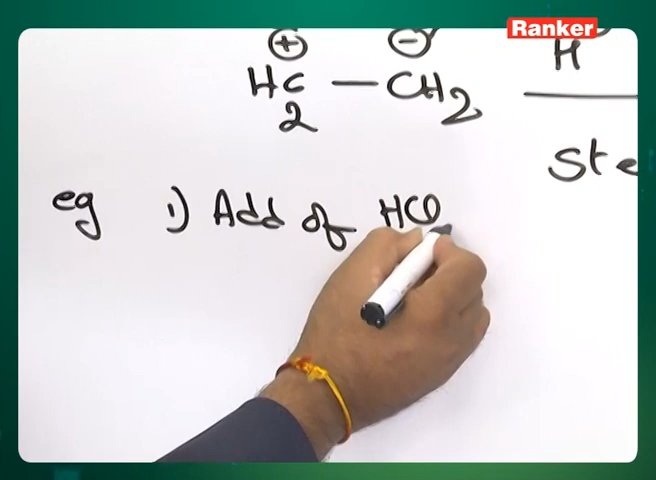 Ranker
⊕ ⊖
H
H2C — CH2
Ste
eg 1) Add of HCl